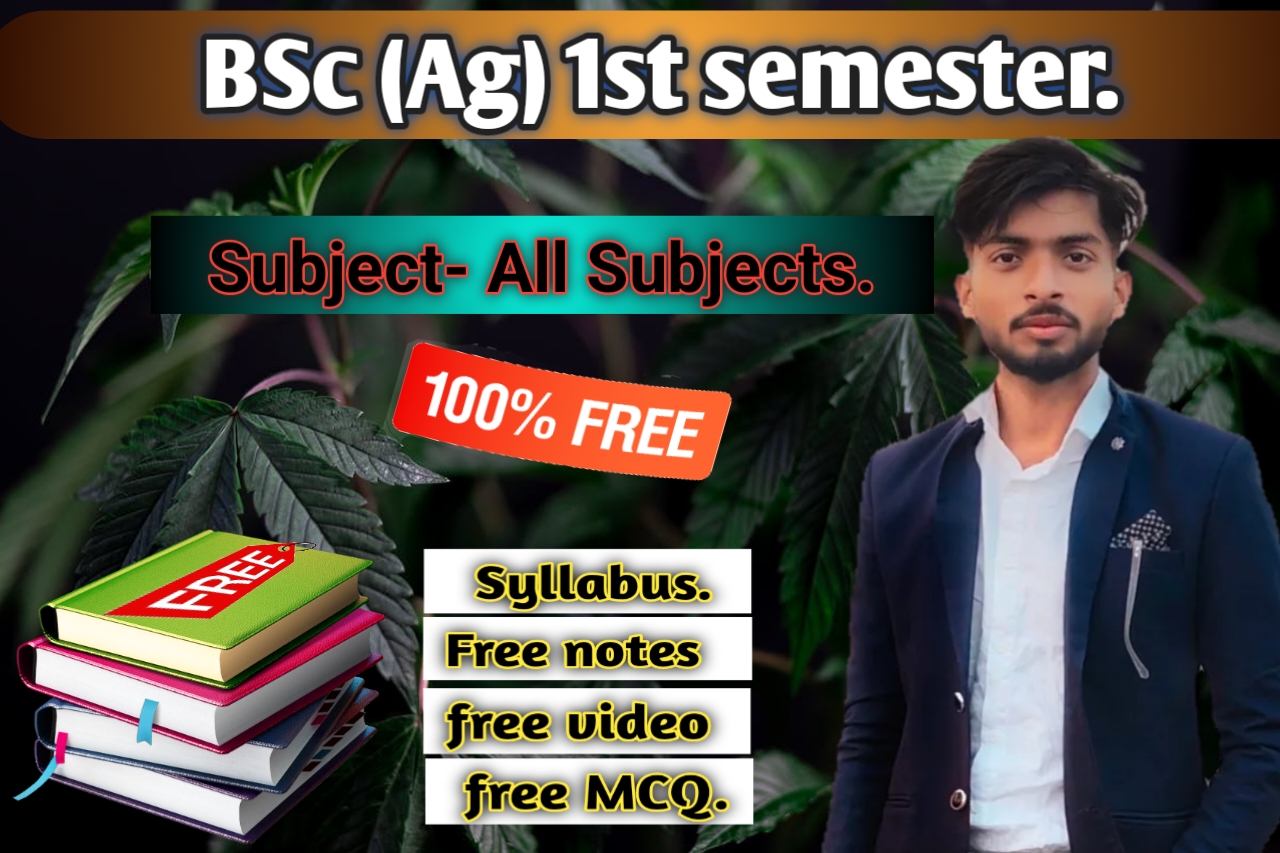 BSc (Ag) 1st semester.
Subject- All Subjects.
100% FREE
FREE
Syllabus.
Free notes
free video
free MCQ.